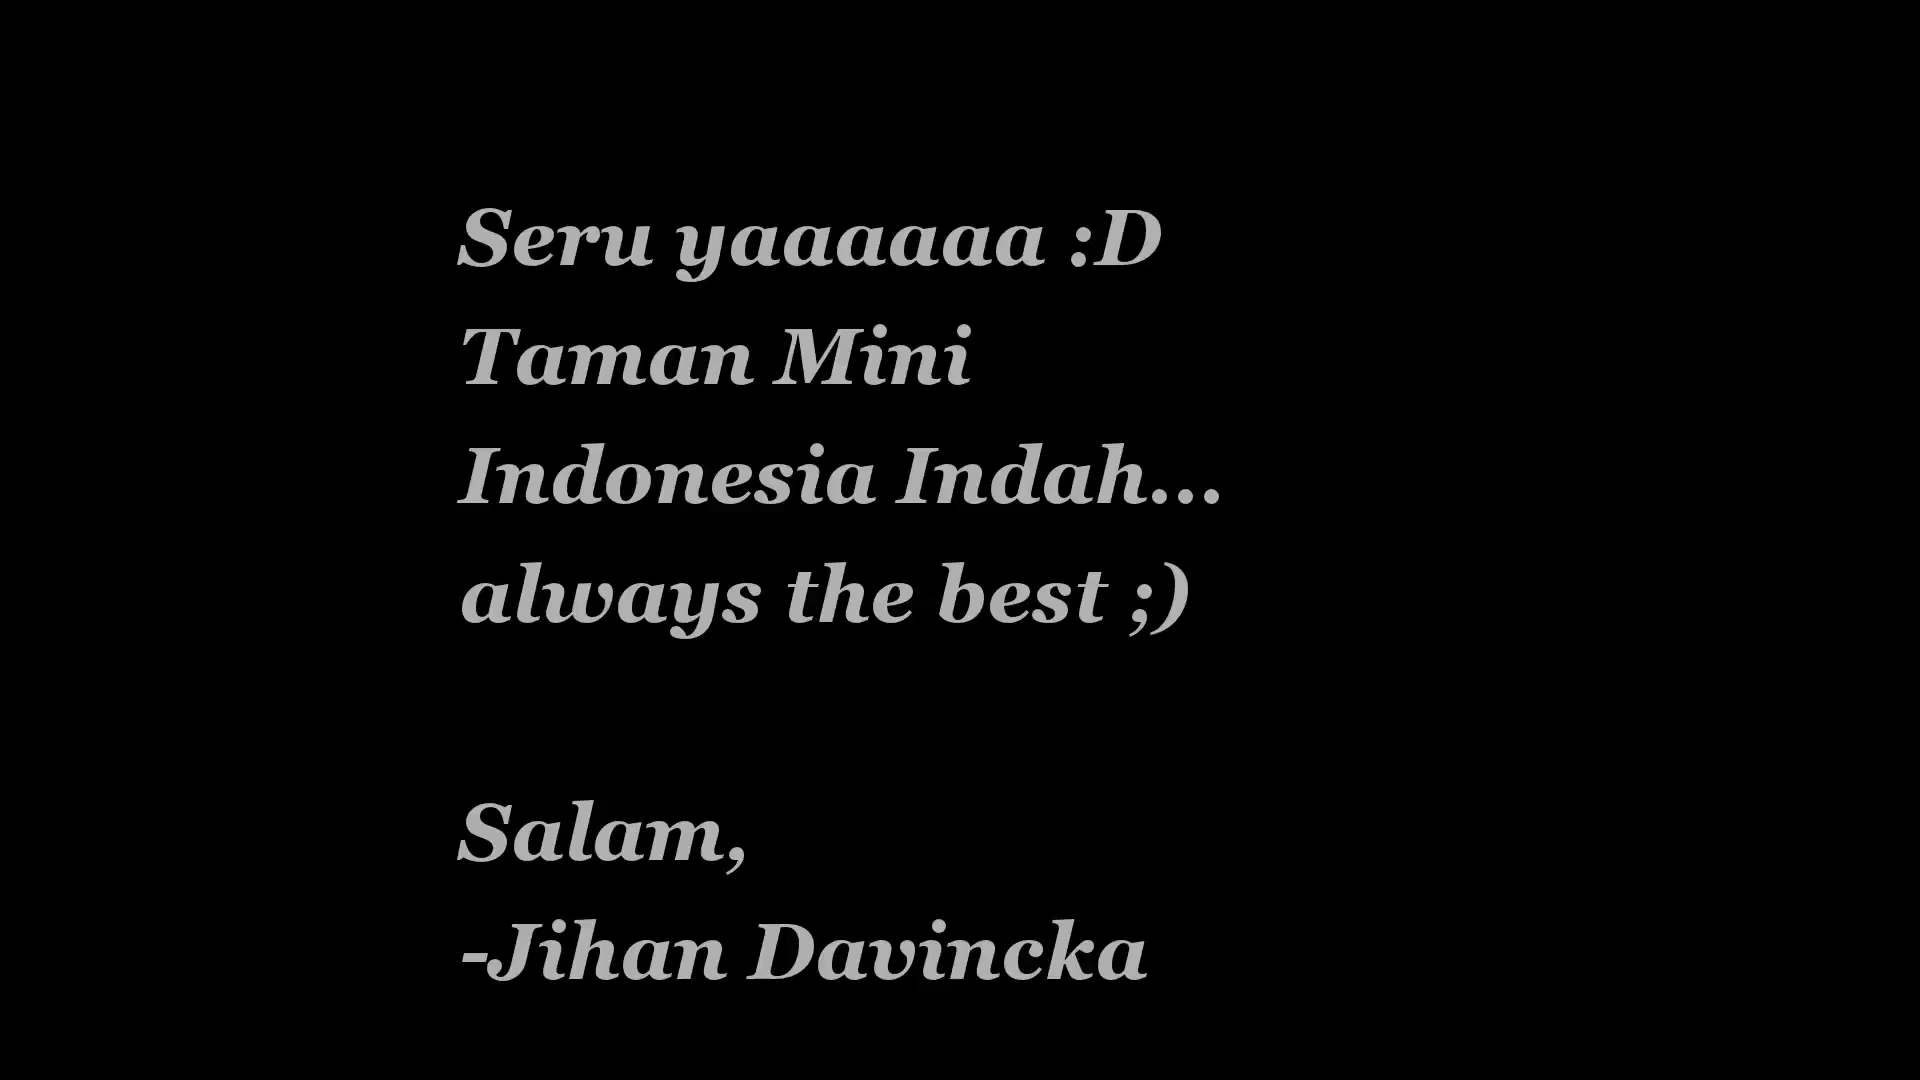 Seru yaaaaaa :D
Taman Mini
Indonesia Indah...
always the best ;)
Salam,
-Jihan Davincka